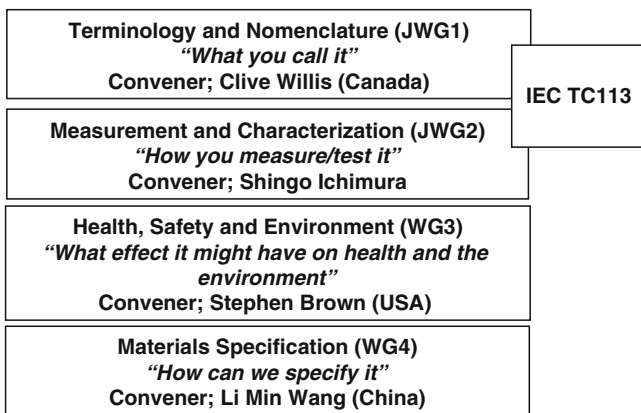 Terminology and Nomenclature (JWG1)
“What you call it”
Convener; Clive Willis (Canada)
IEC TC113
Measurement and Characterization (JWG2)
“How you measure/test it”
Convener; Shingo Ichimura
Health, Safety and Environment (WG3)
“What effect it might have on health and the
environment”
Convener; Stephen Brown (USA)
Materials Specification (WG4)
“How can we specify it”
Convener; Li Min Wang (China)